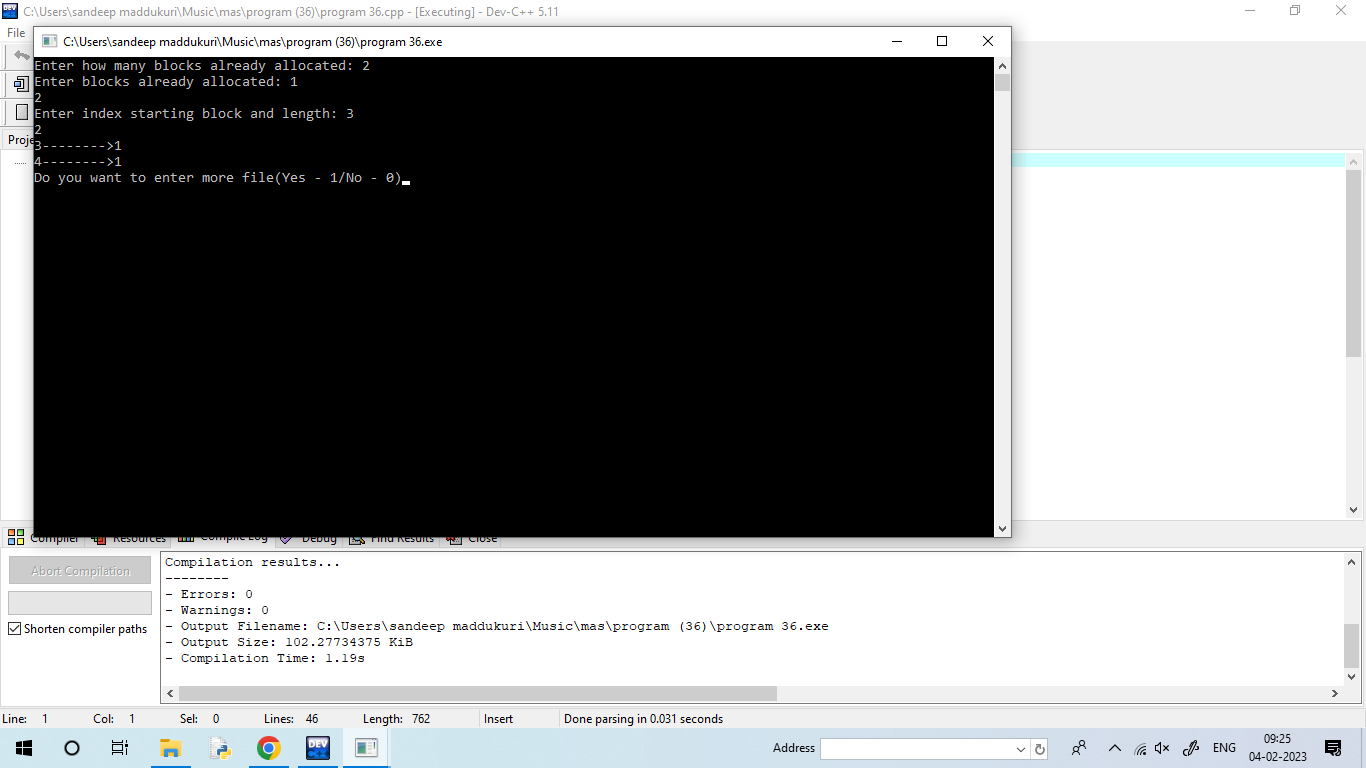 C:\Users\sandeep maddukuri\Music\mas\program (36)\program 36.cpp - [Executing] - Dev-C++ 5.11
File
C:\Users\sandeep maddukuri\Music\mas\program (36)\program 36.exe
Enter how many blocks already allocated: 2
Enter blocks already allocated: 1
2
Enter index starting block and length: 3
2
3-------->1
4-------->1
Do you want to enter more file(Yes - 1/No - 0)
Proje
Compiler Resources Compile Log Debug Find Results Close
Abort Compilation
Shorten compiler paths
Compilation results...
--------
- Errors: 0
- Warnings: 0
- Output Filename: C:\Users\sandeep maddukuri\Music\mas\program (36)\program 36.exe
- Output Size: 102.27734375 KiB
- Compilation Time: 1.19s
Line: 1 Col: 1 Sel: 0 Lines: 46 Length: 762 Insert Done parsing in 0.031 seconds
DEV C++
Address
ENG
09:25
04-02-2023